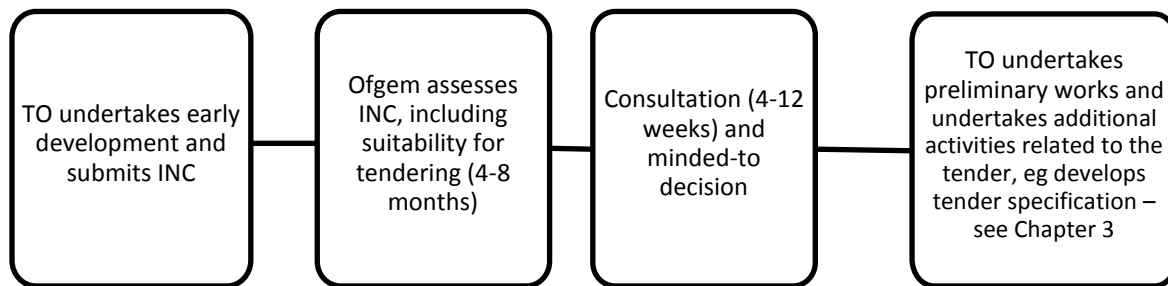 TO undertakes early
development and
submits INC
Ofgem assesses
INC, including
suitability for
tendering (4-8
months)
Consultation (4-12
weeks) and
minded-to
decision
TO undertakes
preliminary works and
undertakes additional
activities related to the
tender, eg develops
tender specification –
see Chapter 3